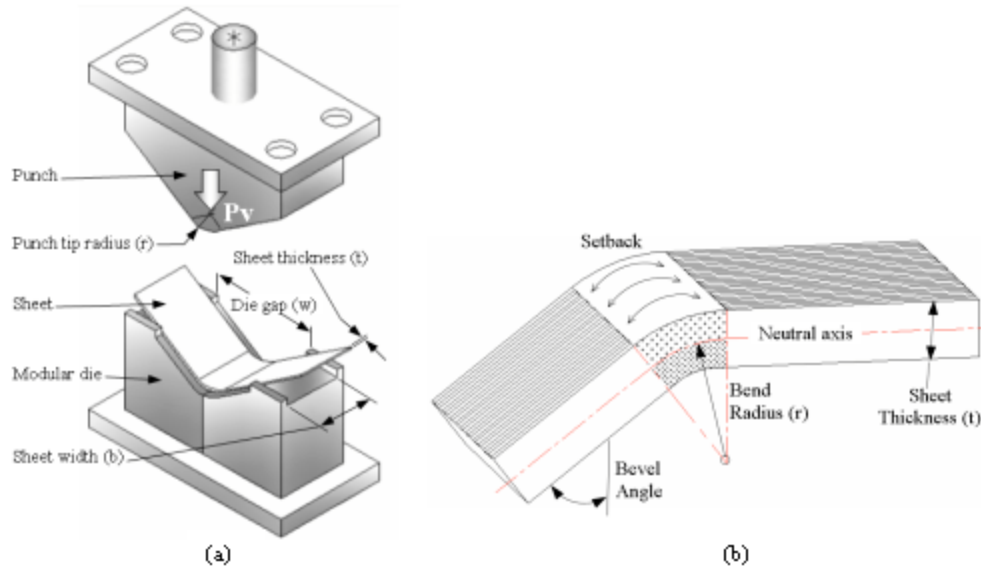 Punch
Pv
Punch tip radius (r)
Sheet thickness (t)
Sheet
Die gap (w)
Modular die
Sheet width (b)
(a)
Setback
Neutral axis
Bend
Radius (r)
Sheet
Thickness (t)
Bevel
Angle
(b)